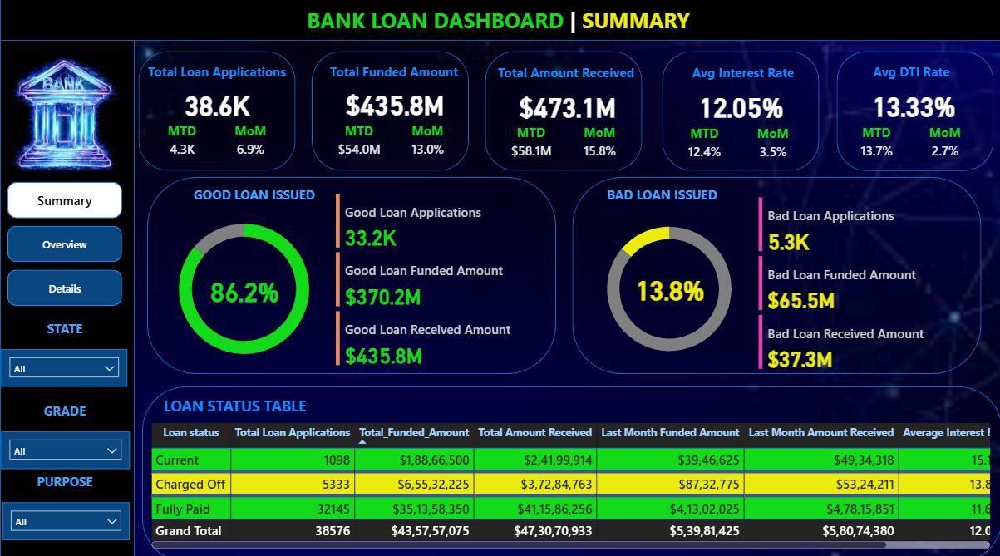 BANK LOAN DASHBOARD | SUMMARY
BANK
Summary
Overview
Details
STATE
All
GRADE
All
PURPOSE
All
Total Loan Applications
38.6K
MTD MoM
4.3K 6.9%
Total Funded Amount
$435.8M
MTD MoM
$54.0M 13.0%
Total Amount Received
$473.1M
MTD MoM
$58.1M 15.8%
Avg Interest Rate
12.05%
MTD MoM
12.4% 3.5%
Avg DTI Rate
13.33%
MTD MoM
13.7% 2.7%
GOOD LOAN ISSUED
86.2%
Good Loan Applications
33.2K
Good Loan Funded Amount
$370.2M
Good Loan Received Amount
$435.8M
BAD LOAN ISSUED
13.8%
Bad Loan Applications
5.3K
Bad Loan Funded Amount
$65.5M
Bad Loan Received Amount
$37.3M
LOAN STATUS TABLE
Loan status Total Loan Applications Total_Funded_Amount Total Amount Received Last Month Funded Amount Last Month Amount Received Average Interest
Current 1098 $1,88,66,500 $2,41,99,914 $39,46,625 $49,34,318 15.1
Charged Off 5333 $6,55,32,225 $3,72,84,763 $87,32,775 $53,24,211 13.8
Fully Paid 32145 $35,13,58,350 $41,15,86,256 $4,13,02,025 $4,78,15,851 11.6
Grand Total 38576 $43,57,57,075 $47,30,70,933 $5,39,81,425 $5,80,74,380 12.0